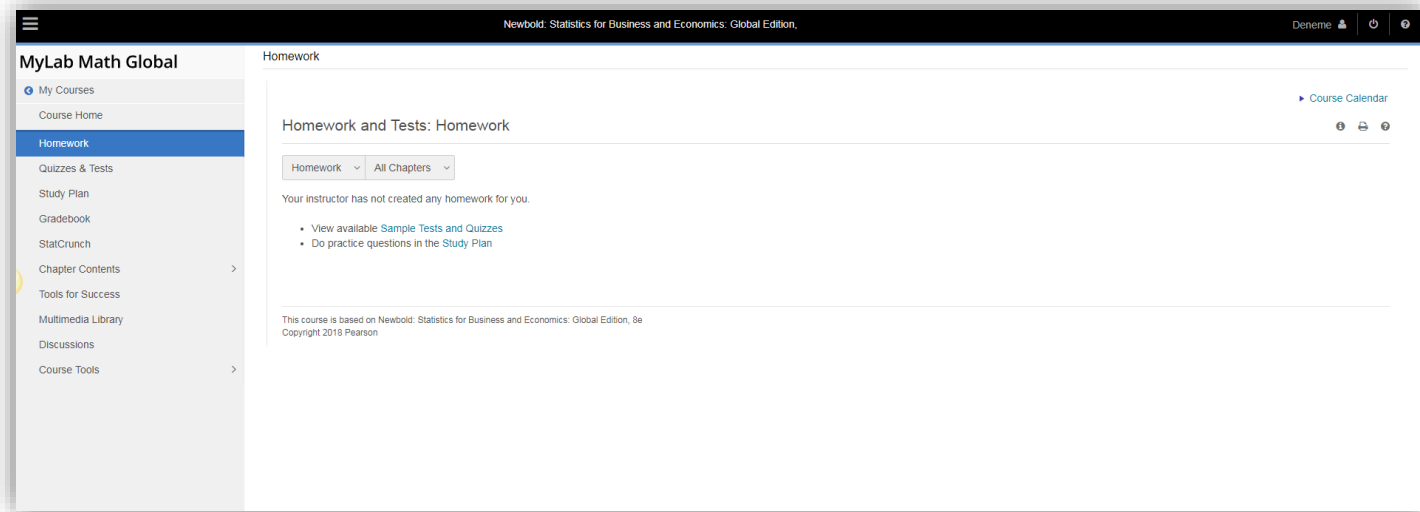 Newbold: Statistics for Business and Economics: Global Edition,
Deneme
MyLab Math Global
My Courses
Course Home
Homework
Quizzes & Tests
Study Plan
Gradebook
StatCrunch
Chapter Contents
Tools for Success
Multimedia Library
Discussions
Course Tools
Homework
Course Calendar
Homework and Tests: Homework
Homework All Chapters
Your instructor has not created any homework for you.
• View available Sample Tests and Quizzes
• Do practice questions in the Study Plan
This course is based on Newbold: Statistics for Business and Economics: Global Edition, 8e
Copyright 2018 Pearson